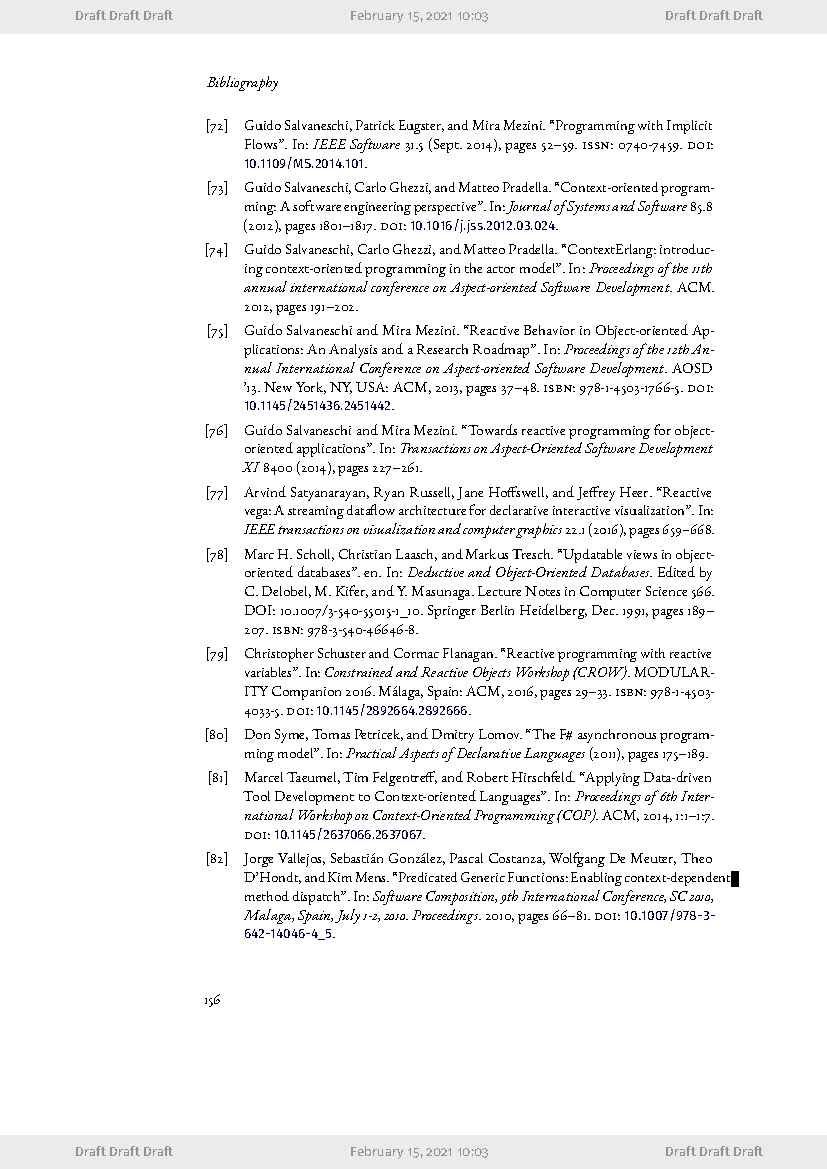 Draft Draft Draft February 15, 2021 10:03 Draft Draft Draft
Bibliography
[72] Guido Salvaneschi, Patrick Eugster, and Mira Mezini. “Programming with Implicit
Flows”. In: IEEE Software 31.5 (Sept. 2014), pages 52–59. ISSN: 0740-7459. DOI:
10.1109/MS.2014.101.
[73] Guido Salvaneschi, Carlo Ghezzi, and Matteo Pradella. “Context-oriented program-
ming: A software engineering perspective”. In: Journal of Systems and Software 85.8
(2012), pages 1801–1817. DOI: 10.1016/j.jss.2012.03.024.
[74] Guido Salvaneschi, Carlo Ghezzi, and Matteo Pradella. “ContextErlang: introduc-
ing context-oriented programming in the actor model”. In: Proceedings of the 11th
annual international conference on Aspect-oriented Software Development. ACM.
2012, pages 191–202.
[75] Guido Salvaneschi and Mira Mezini. “Reactive Behavior in Object-oriented Ap-
plications: An Analysis and a Research Roadmap”. In: Proceedings of the 12th An-
nual International Conference on Aspect-oriented Software Development. AOSD
’13. New York, NY, USA: ACM, 2013, pages 37–48. ISBN: 978-1-4503-1766-5. DOI:
10.1145/2451436.2451442.
[76] Guido Salvaneschi and Mira Mezini. “Towards reactive programming for object-
oriented applications”. In: Transactions on Aspect-Oriented Software Development
XI 8400 (2014), pages 227–261.
[77] Arvind Satyanarayan, Ryan Russell, Jane Hoffswell, and Jeffrey Heer. “Reactive
vega: A streaming dataflow architecture for declarative interactive visualization”. In:
IEEE transactions on visualization and computer graphics 22.1 (2016), pages 659–668.
[78] Marc H. Scholl, Christian Laasch, and Markus Tresch. “Updatable views in object-
oriented databases”. en. In: Deductive and Object-Oriented Databases. Edited by
C. Delobel, M. Kifer, and Y. Masunaga. Lecture Notes in Computer Science 566.
DOI: 10.1007/3-540-55015-1_10. Springer Berlin Heidelberg, Dec. 1991, pages 189–
207. ISBN: 978-3-540-46646-8.
[79] Christopher Schuster and Cormac Flanagan. “Reactive programming with reactive
variables”. In: Constrained and Reactive Objects Workshop (CROW). MODULAR-
ITY Companion 2016. Málaga, Spain: ACM, 2016, pages 29–33. ISBN: 978-1-4503-
4033-5. DOI: 10.1145/2892664.2892666.
[80] Don Syme, Tomas Petricek, and Dmitry Lomov. “The F# asynchronous program-
ming model”. In: Practical Aspects of Declarative Languages (2011), pages 175–189.
[81] Marcel Taeumel, Tim Felgentreff, and Robert Hirschfeld. “Applying Data-driven
Tool Development to Context-oriented Languages”. In: Proceedings of 6th Inter-
national Workshop on Context-Oriented Programming (COP). ACM, 2014, 1:1–1:7.
DOI: 10.1145/2637066.2637067.
[82] Jorge Vallejos, Sebastián González, Pascal Costanza, Wolfgang De Meuter, Theo
D’Hondt, and Kim Mens. “Predicated Generic Functions: Enabling context-dependent
method dispatch”. In: Software Composition, 9th International Conference, SC 2010,
Malaga, Spain, July 1-2, 2010. Proceedings. 2010, pages 66–81. DOI: 10.1007/978-3-
642-14046-4_5.
156
Draft Draft Draft February 15, 2021 10:03 Draft Draft Draft